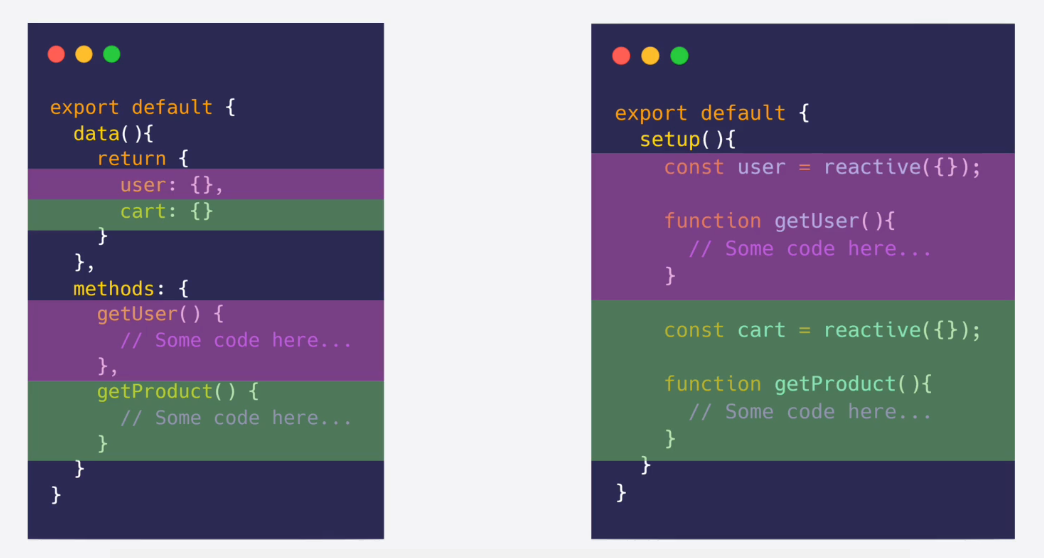 export default {
data(){
return {
user: {},
cart: {}
}
},
methods: {
getUser() {
// Some code here...
},
getProduct() {
// Some code here...
}
}
}
export default {
setup(){
const user = reactive({});
function getUser(){
// Some code here...
}
const cart = reactive({});
function getProduct(){
// Some code here...
}
}
}